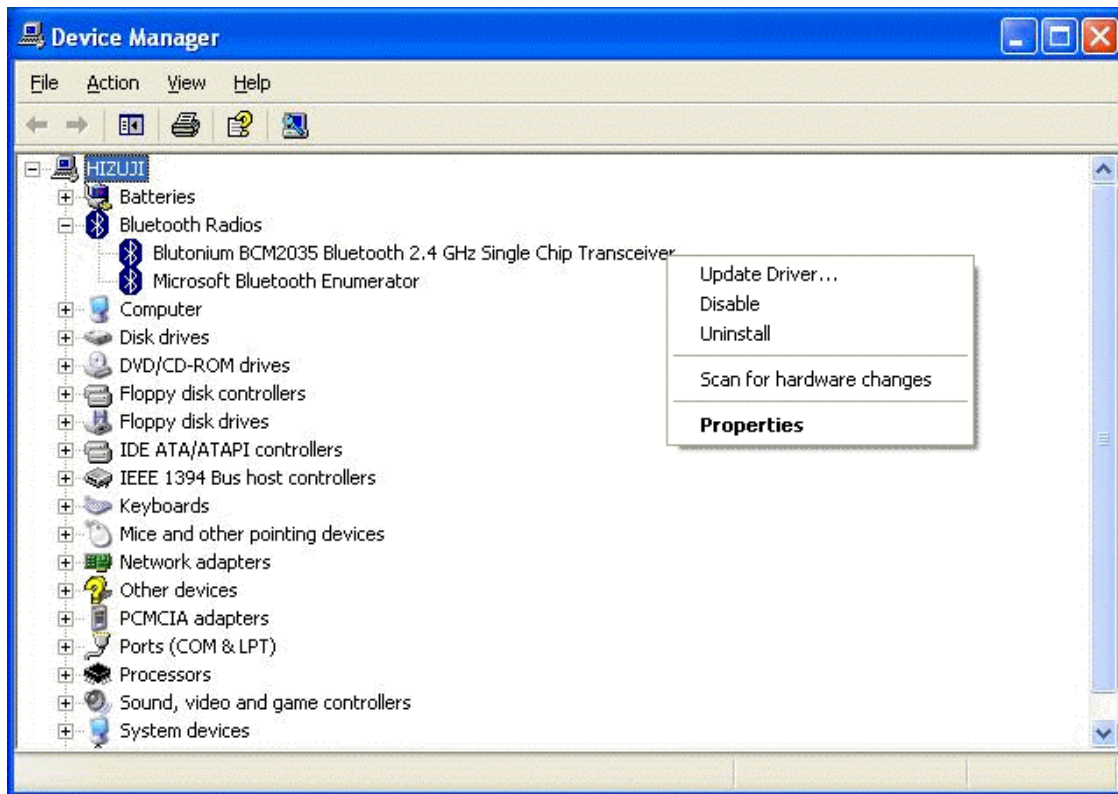 Device Manager
File Action View Help
HIZUJI
Batteries
Bluetooth Radios
Blutonium BCM2035 Bluetooth 2.4 GHz Single Chip Transceiver
Microsoft Bluetooth Enumerator
Computer
Disk drives
DVD/CD-ROM drives
Floppy disk controllers
Floppy disk drives
IDE ATA/ATAPI controllers
IEEE 1394 Bus host controllers
Keyboards
Mice and other pointing devices
Network adapters
Other devices
PCMCIA adapters
Ports (COM & LPT)
Processors
Sound, video and game controllers
System devices
Update Driver...
Disable
Uninstall
Scan for hardware changes
Properties